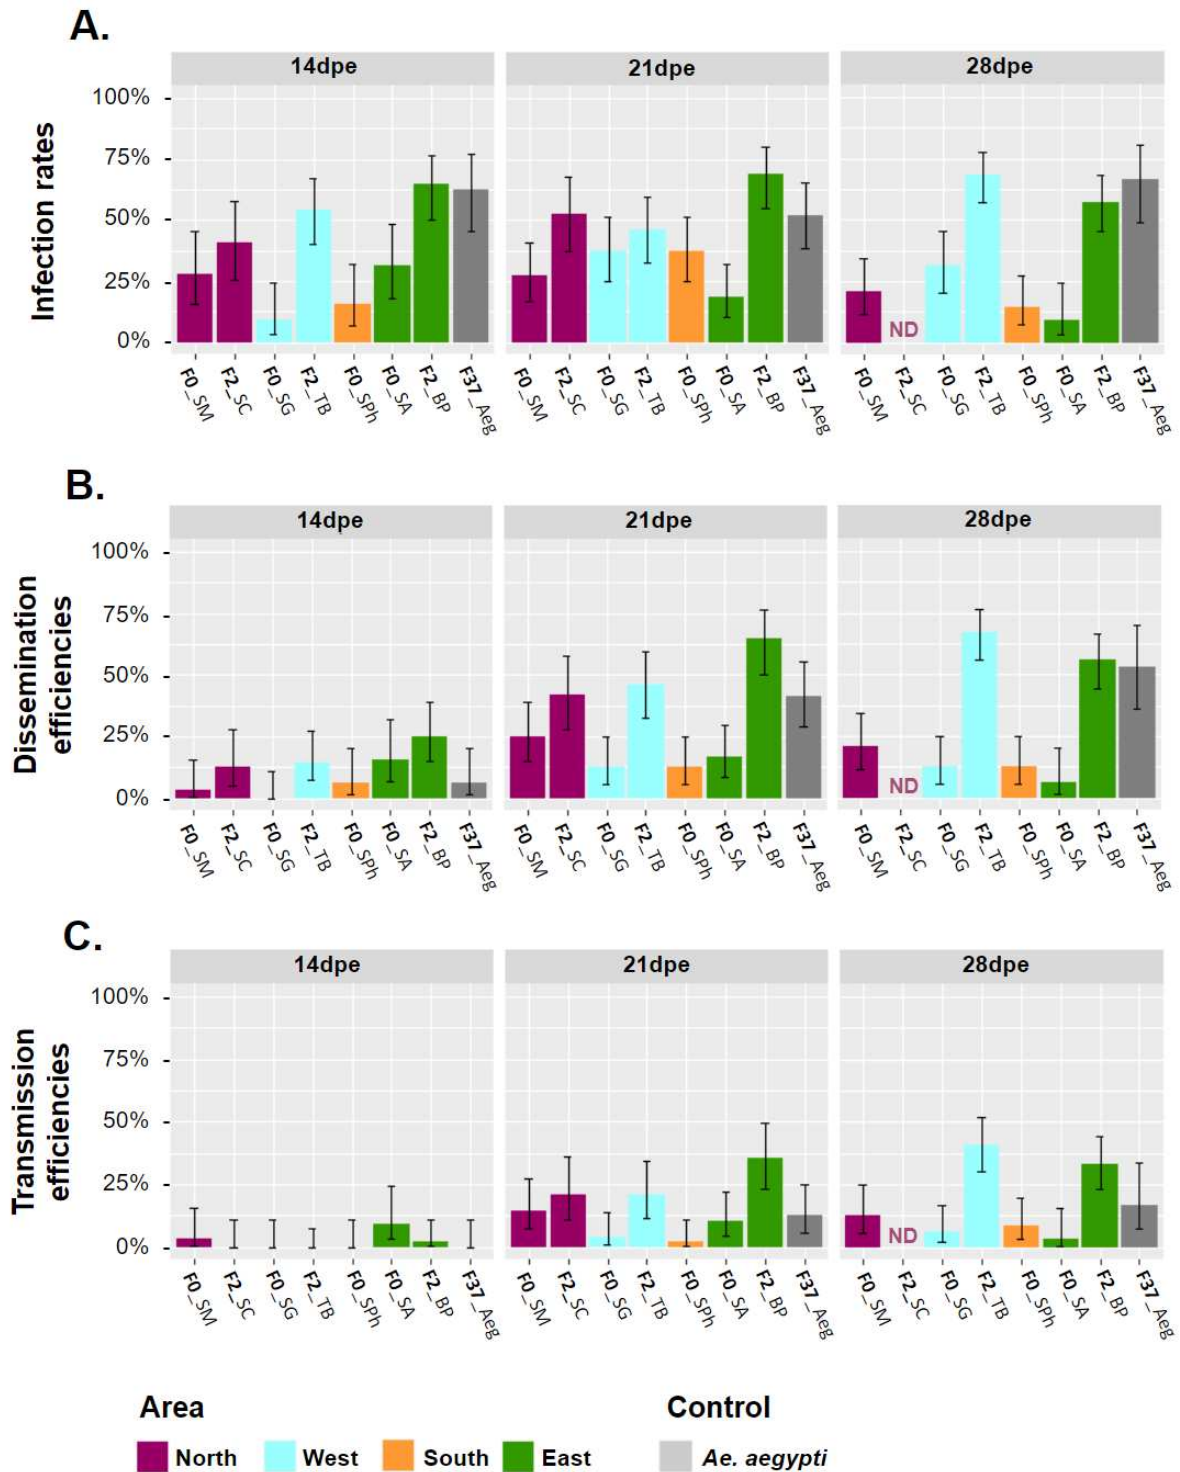 A.
14dpe 21dpe 28dpe
Infection rates
100%
75%
50%
25%
0%
ND
F0_SM F2_SC F0_SG F2_TB F0_SPh F0_SA F2_BP F37_Aeg F0_SM F2_SC F0_SG F2_TB F0_SPh F0_SA F2_BP F37_Aeg F0_SM F2_SC F0_SG F2_TB F0_SPh F0_SA F2_BP F37_Aeg
B.
14dpe 21dpe 28dpe
Dissemination
efficiencies
100%
75%
50%
25%
0%
ND
F0_SM F2_SC F0_SG F2_TB F0_SPh F0_SA F2_BP F37_Aeg F0_SM F2_SC F0_SG F2_TB F0_SPh F0_SA F2_BP F37_Aeg F0_SM F2_SC F0_SG F2_TB F0_SPh F0_SA F2_BP F37_Aeg
C.
14dpe 21dpe 28dpe
Transmission
efficiencies
100%
75%
50%
25%
0%
ND
F0_SM F2_SC F0_SG F2_TB F0_SPh F0_SA F2_BP F37_Aeg F0_SM F2_SC F0_SG F2_TB F0_SPh F0_SA F2_BP F37_Aeg F0_SM F2_SC F0_SG F2_TB F0_SPh F0_SA F2_BP F37_Aeg
Area Control
North West South East Ae. aegypti